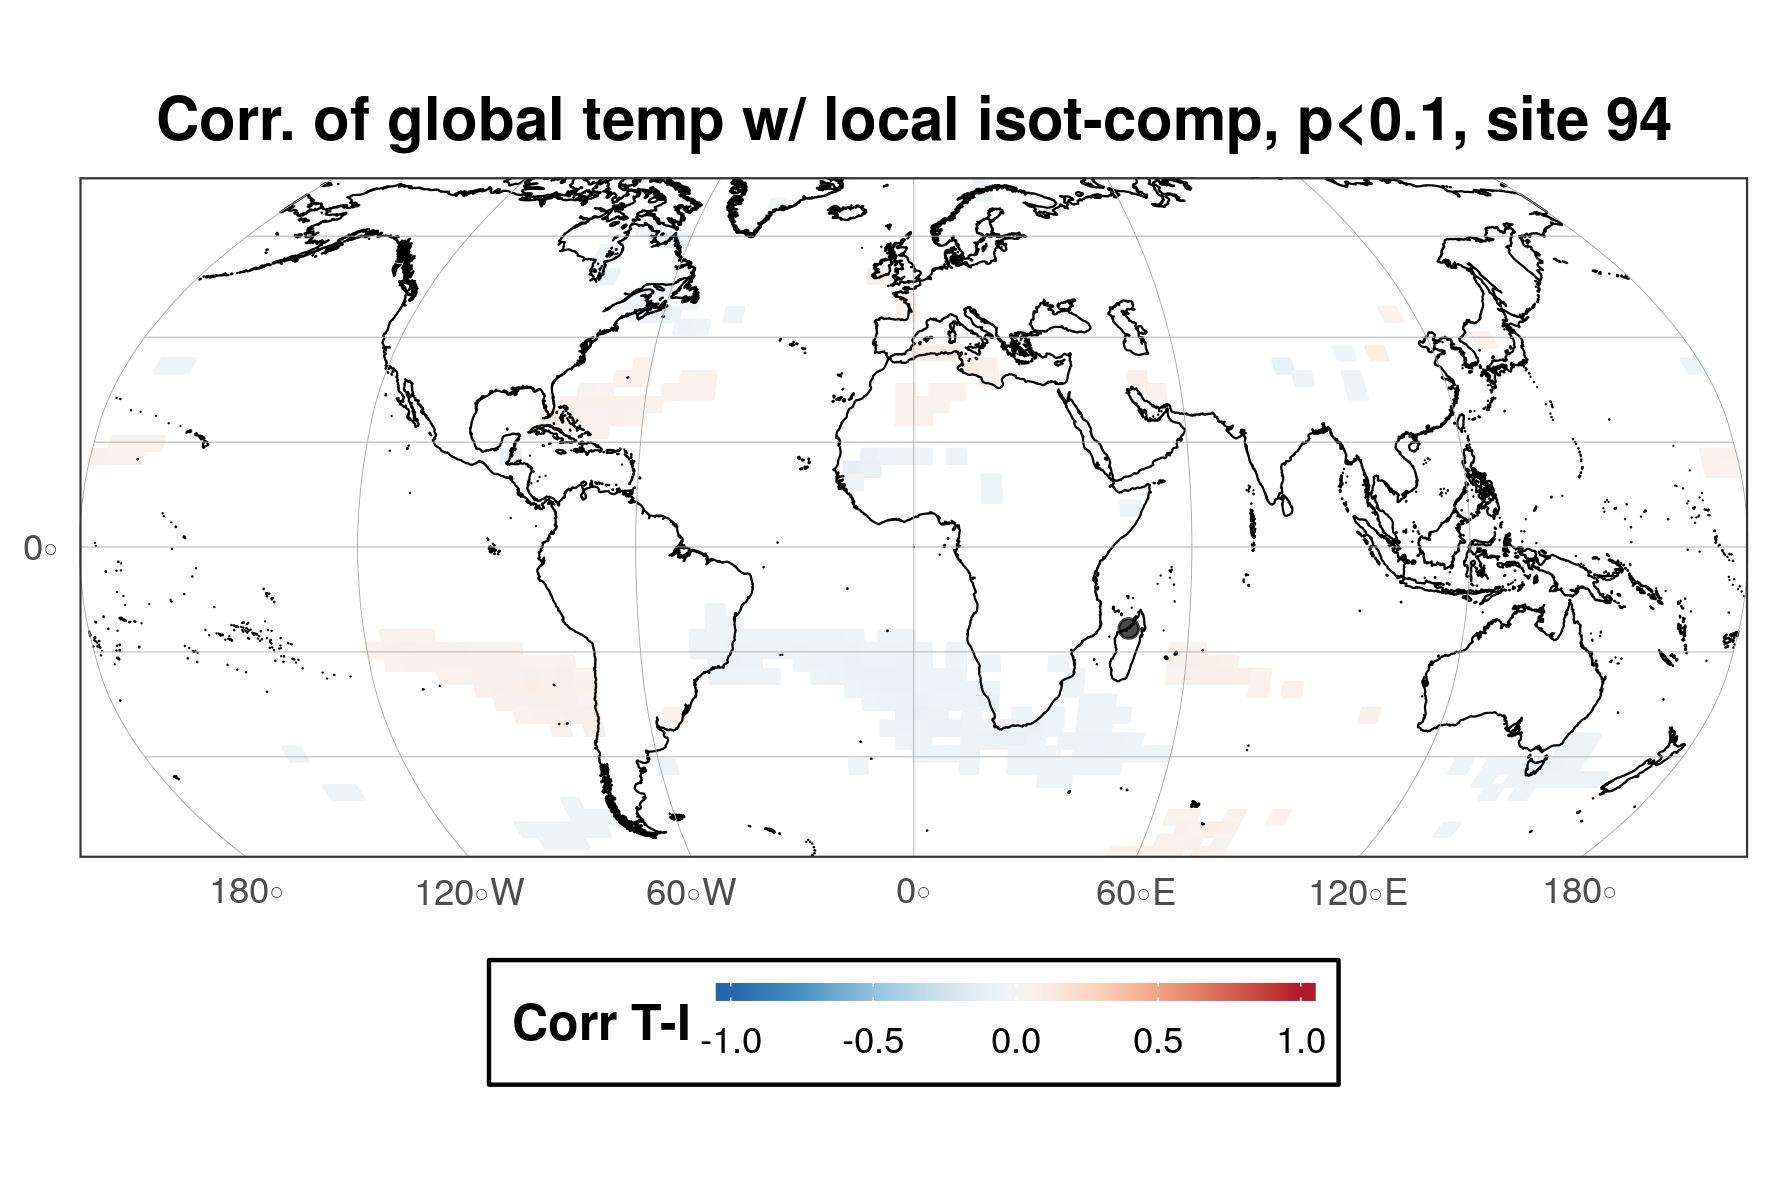 Corr. of global temp w/ local isot-comp, p<0.1, site 94
0°
180° 120°W 60°W 0° 60°E 120°E 180°
Corr T-I
-1.0 -0.5 0.0 0.5 1.0